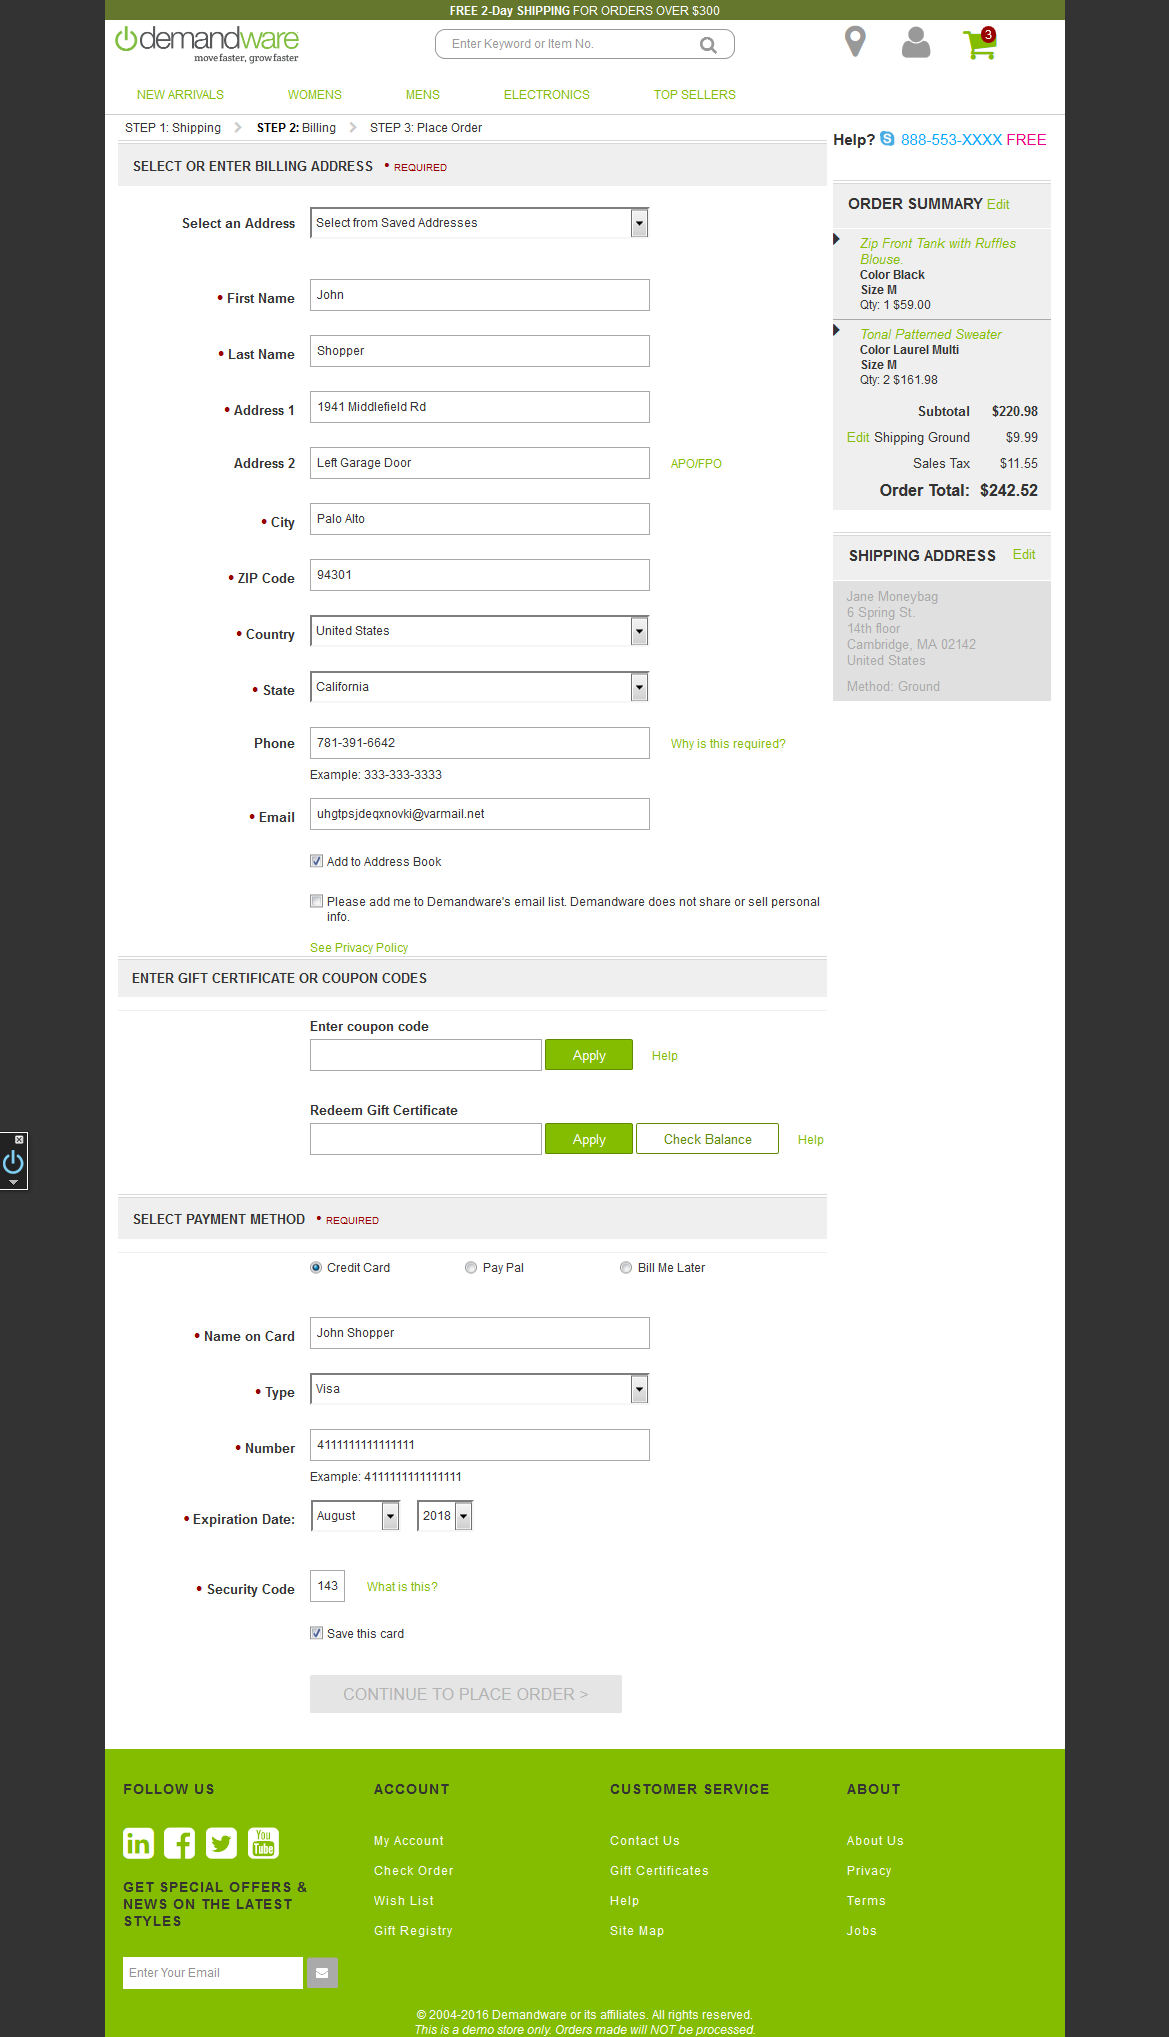 FREE 2-Day SHIPPING FOR ORDERS OVER $300
demandware
move faster, grow faster
Enter Keyword or Item No.
3
NEW ARRIVALS WOMENS MENS ELECTRONICS TOP SELLERS
STEP 1: Shipping STEP 2: Billing STEP 3: Place Order
Help? 888-553-XXXX FREE
SELECT OR ENTER BILLING ADDRESS • REQUIRED
Select an Address Select from Saved Addresses
• First Name John
• Last Name Shopper
• Address 1 1941 Middlefield Rd
Address 2 Left Garage Door APO/FPO
• City Palo Alto
• ZIP Code 94301
• Country United States
• State California
Phone 781-391-6642 Why is this required?
Example: 333-333-3333
• Email uhgtpsjdeqxnovki@varmail.net
Add to Address Book
Please add me to Demandware's email list. Demandware does not share or sell personal
info.
See Privacy Policy
ORDER SUMMARY Edit
Zip Front Tank with Ruffles
Blouse.
Color Black
Size M
Qty: 1 $59.00
Tonal Patterned Sweater
Color Laurel Multi
Size M
Qty: 2 $161.98
Subtotal $220.98
Edit Shipping Ground $9.99
Sales Tax $11.55
Order Total: $242.52
SHIPPING ADDRESS Edit
Jane Moneybag
6 Spring St.
14th floor
Cambridge, MA 02142
United States
Method: Ground
ENTER GIFT CERTIFICATE OR COUPON CODES
Enter coupon code
Apply Help
Redeem Gift Certificate
Apply Check Balance Help
SELECT PAYMENT METHOD • REQUIRED
Credit Card Pay Pal Bill Me Later
• Name on Card John Shopper
• Type Visa
• Number 4111111111111111
Example: 4111111111111111
• Expiration Date: August 2018
• Security Code 143 What is this?
Save this card
CONTINUE TO PLACE ORDER >
FOLLOW US
in f You Tube
GET SPECIAL OFFERS &
NEWS ON THE LATEST
STYLES
Enter Your Email
ACCOUNT
My Account
Check Order
Wish List
Gift Registry
CUSTOMER SERVICE
Contact Us
Gift Certificates
Help
Site Map
ABOUT
About Us
Privacy
Terms
Jobs
© 2004-2016 Demandware or its affiliates. All rights reserved.
This is a demo store only. Orders made will NOT be processed.